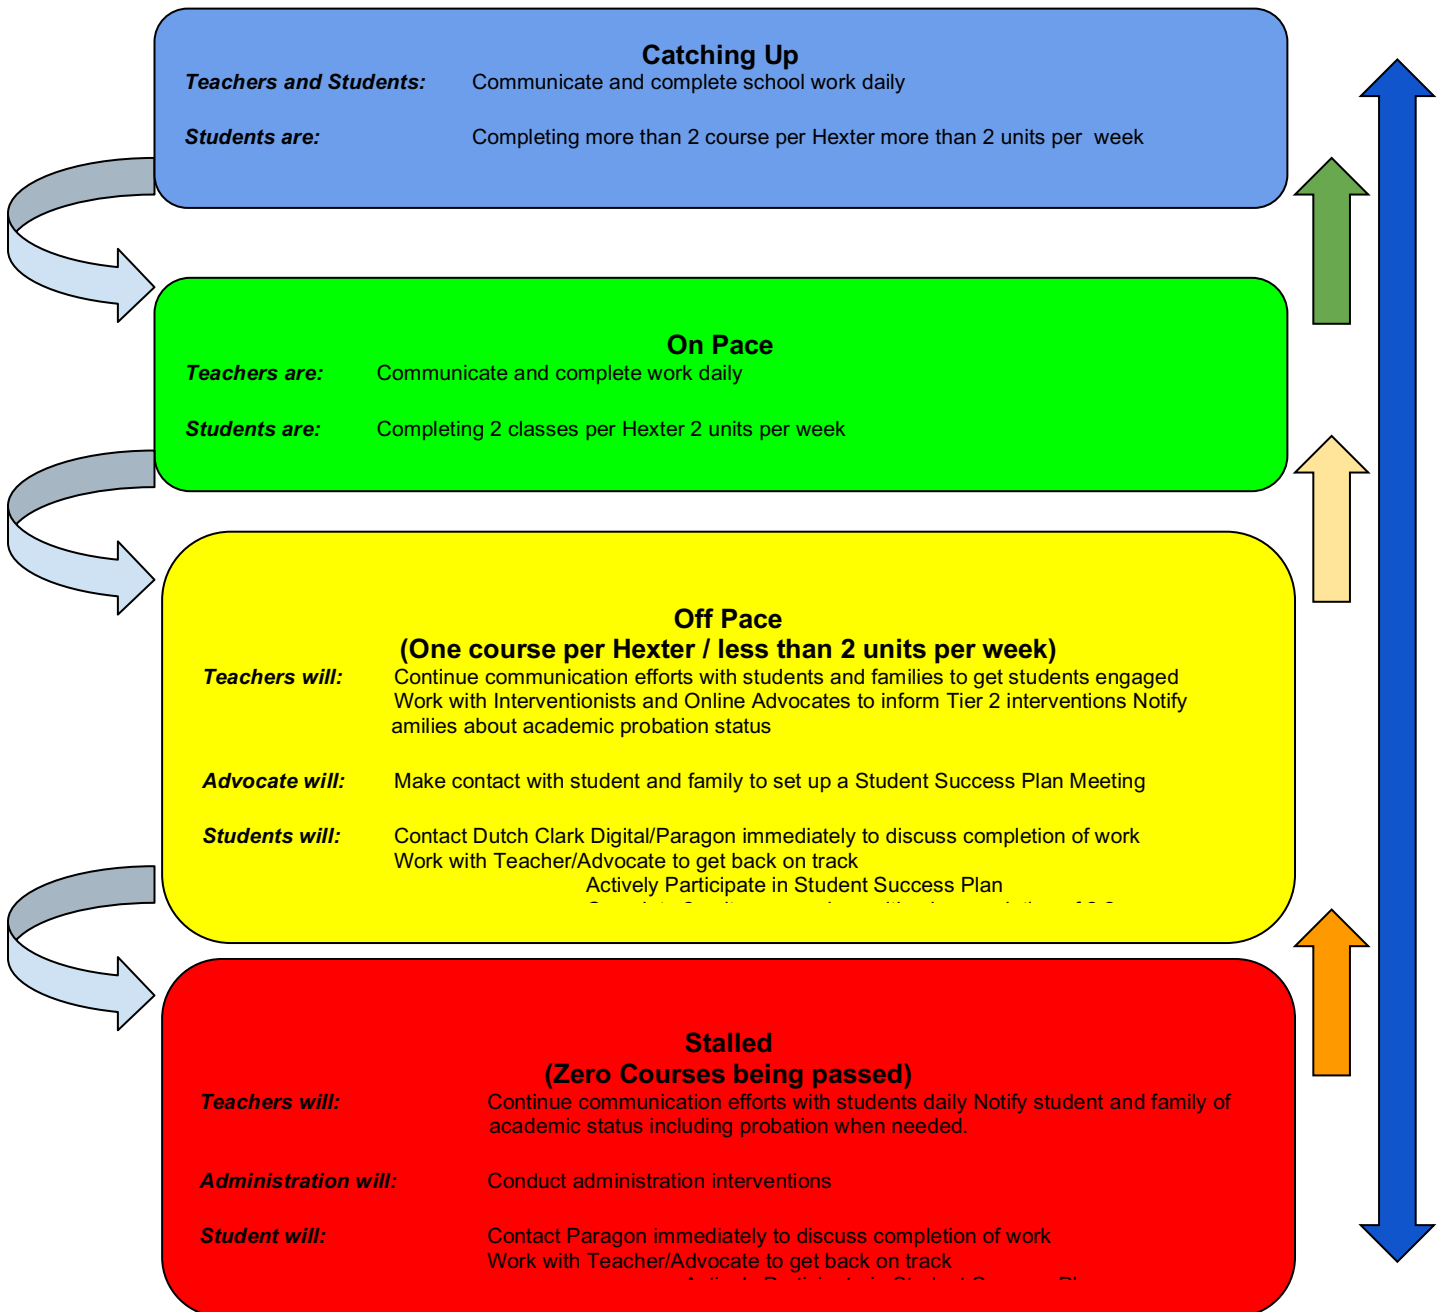 Catching Up
Teachers and Students: Communicate and complete school work daily
Students are: Completing more than 2 course per Hexter more than 2 units per week
On Pace
Teachers are: Communicate and complete work daily
Students are: Completing 2 classes per Hexter 2 units per week
Off Pace
(One course per Hexter / less than 2 units per week)
Teachers will: Continue communication efforts with students and families to get students engaged
Work with Interventionists and Online Advocates to inform Tier 2 interventions Notify
amilies about academic probation status
Advocate will: Make contact with student and family to set up a Student Success Plan Meeting
Students will: Contact Dutch Clark Digital/Paragon immediately to discuss completion of work
Work with Teacher/Advocate to get back on track
Actively Participate in Student Success Plan
Stalled
(Zero Courses being passed)
Teachers will: Continue communication efforts with students daily Notify student and family of
academic status including probation when needed.
Administration will: Conduct administration interventions
Student will: Contact Paragon immediately to discuss completion of work
Work with Teacher/Advocate to get back on track
Actively Participate in Student Success Plan